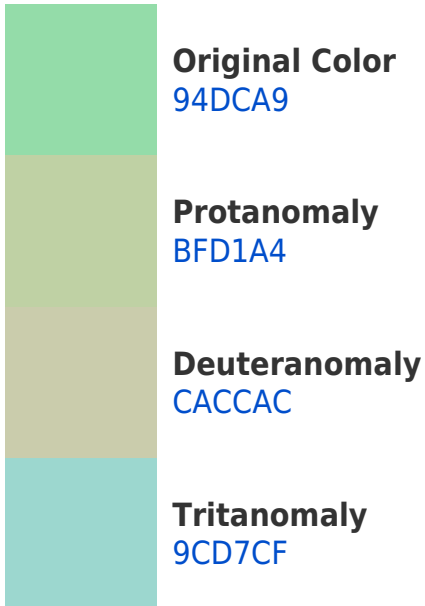 Original Color
94DCA9
Protanomaly
BFD1A4
Deuteranomaly
CACCAC
Tritanomaly
9CD7CF